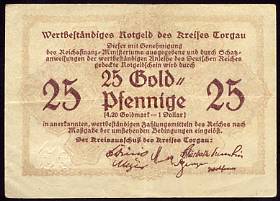 Wertbeständiges Notgeld des Kreises Torgau
Dieser mit Genehmigung
des Reichsfinanz-Ministeriums ausgegebene und durch Schatz-
anweisungen der wertbeständigen Anleihe des Deutschen Reiches
gedeckte Notgeldschein wird durch
25 Gold-
25 Pfennige 25
(4.20 Goldmark = 1 Dollar)
in anerkannten, wertbeständigen Zahlungsmitteln des Reiches nach
Maßgabe der umstehenden Bedingungen eingelöst.
Der Kreisausschuß des Kreises Torgau: